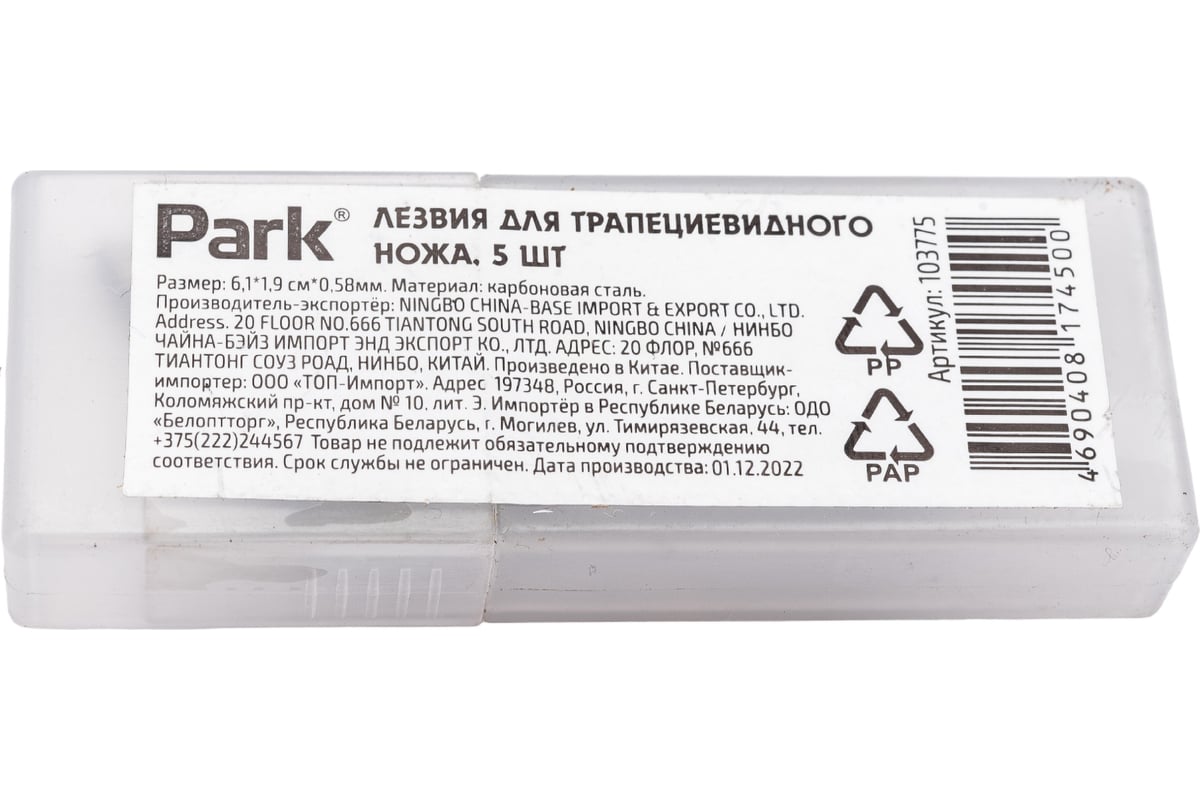 Park® ЛЕЗВИЯ ДЛЯ ТРАПЕЦИЕВИДНОГО
НОЖА, 5 ШТ
Размер: 6,1*1,9 см*0,58мм. Материал: карбоновая сталь.
Производитель-экспортёр: NINGBO CHINA-BASE IMPORT & EXPORT CO., LTD.
Address. 20 FLOOR NO.666 TIANTONG SOUTH ROAD, NINGBO CHINA / НИНБО
ЧАЙНА-БЭЙЗ ИМПОРТ ЭНД ЭКСПОРТ КО., ЛТД. АДРЕС: 20 ФЛОР, №666
ТИАНТОНГ СОУЗ РОАД, НИНБО, КИТАЙ. Произведено в Китае. Поставщик-
импортер: ООО «ТОП-Импорт». Адрес 197348, Россия, г. Санкт-Петербург,
Коломяжский пр-кт, дом № 10. лит. Э. Импортёр в Республике Беларусь: ОДО
«Белоптторг», Республика Беларусь, г. Могилев, ул. Тимирязевская, 44, тел.
+375(222)244567 Товар не подлежит обязательному подтверждению
соответствия. Срок службы не ограничен. Дата производства: 01.12.2022
PP
PAP
Артикул: 103775
4690408174500